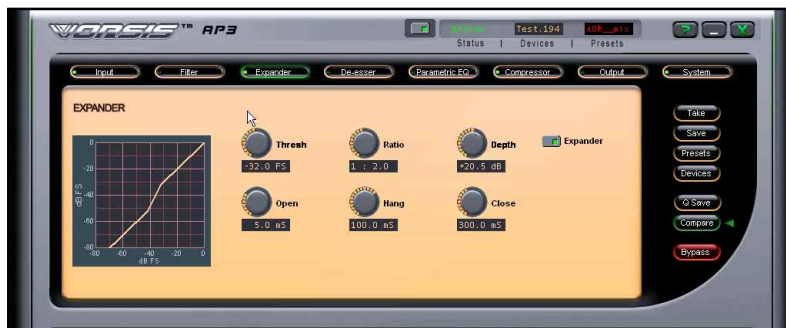 VORSIS™ AP3
Test.194
AOR__mix
Status | Devices | Presets
? _ X
Input Filter Expander De-esser Parametric EQ Compressor Output System
EXPANDER
Take
Save
Presets
Devices
Q Save
Compare
Bypass
Thresh Ratio Depth Expander
-32.0 FS 1 : 2.0 +20.5 dB
Open Hang Close
5.0 mS 100.0 mS 300.0 mS
dB FS
0
-20
-40
-60
-80
-80 -60 -40 -20 0
dB FS